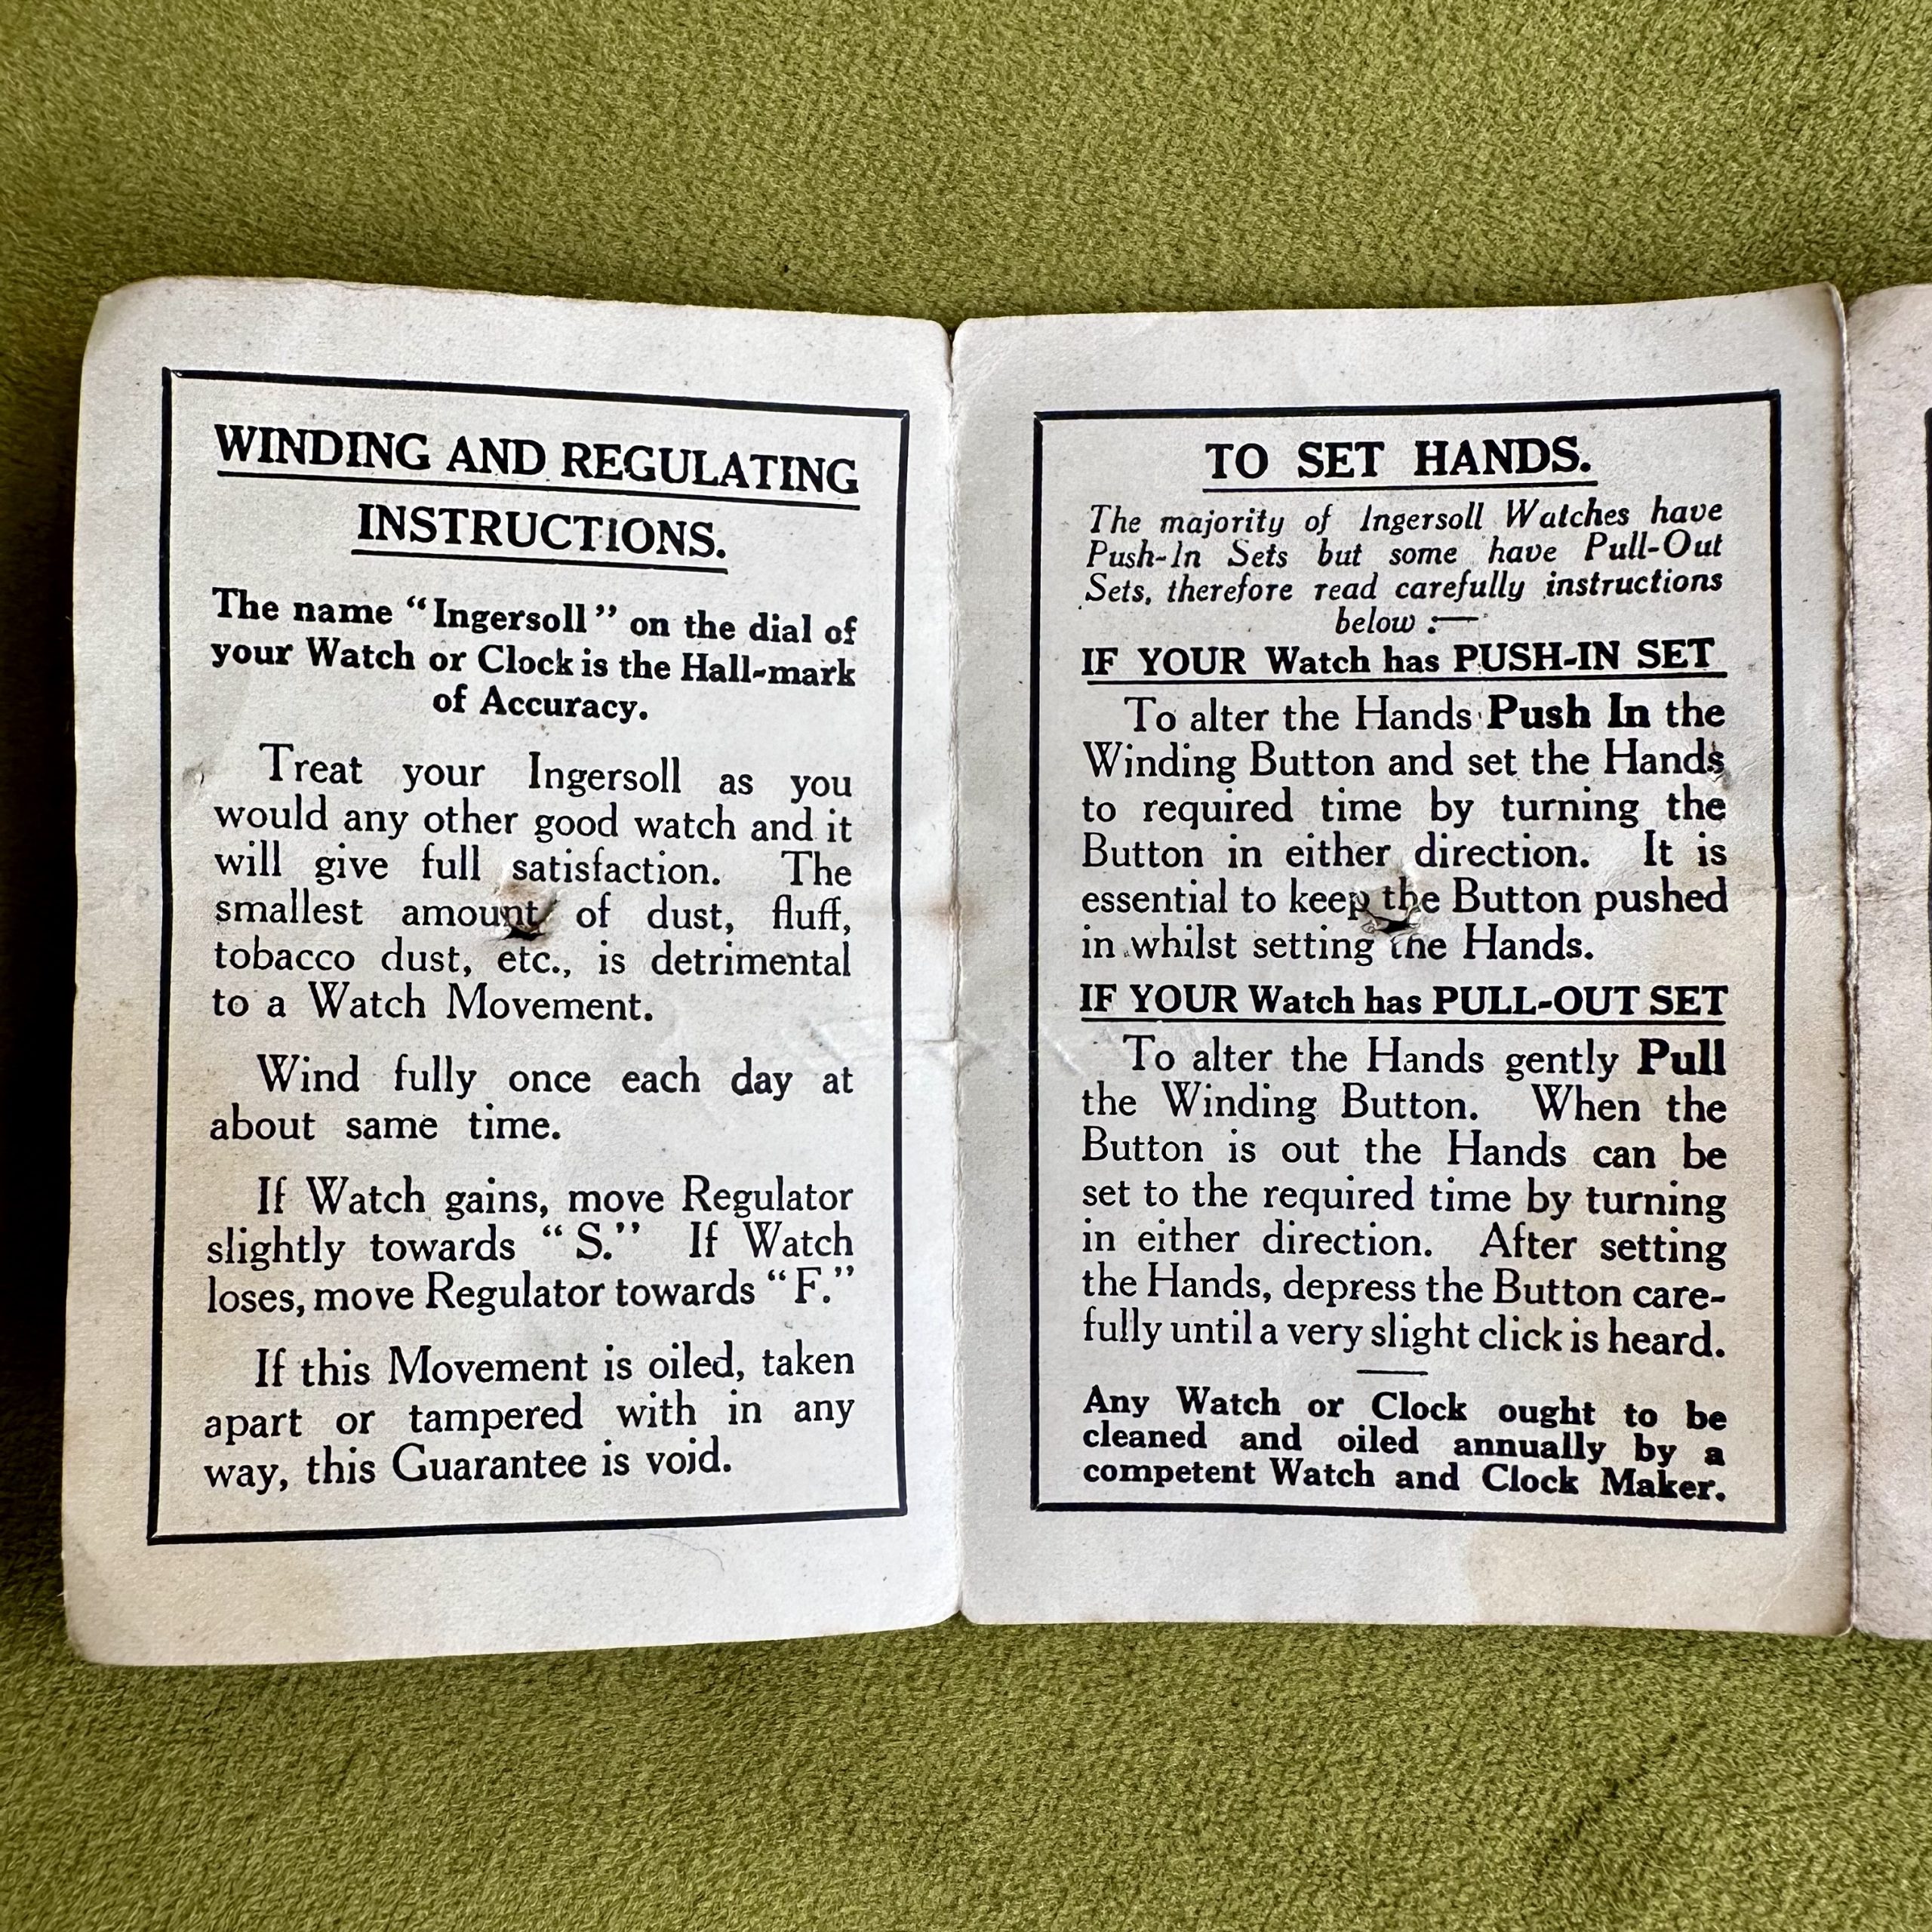 WINDING AND REGULATING
INSTRUCTIONS.
The name “Ingersoll” on the dial of
your Watch or Clock is the Hall-mark
of Accuracy.
Treat your Ingersoll as you
would any other good watch and it
will give full satisfaction. The
smallest amount of dust, fluff,
tobacco dust, etc., is detrimental
to a Watch Movement.
Wind fully once each day at
about same time.
If Watch gains, move Regulator
slightly towards “S.” If Watch
loses, move Regulator towards “F.”
If this Movement is oiled, taken
apart or tampered with in any
way, this Guarantee is void.
TO SET HANDS.
The majority of Ingersoll Watches have
Push-In Sets but some have Pull-Out
Sets, therefore read carefully instructions
below :—
IF YOUR Watch has PUSH-IN SET
To alter the Hands Push In the
Winding Button and set the Hands
to required time by turning the
Button in either direction. It is
essential to keep the Button pushed
in whilst setting the Hands.
IF YOUR Watch has PULL-OUT SET
To alter the Hands gently Pull
the Winding Button. When the
Button is out the Hands can be
set to the required time by turning
in either direction. After setting
the Hands, depress the Button care-
fully until a very slight click is heard.
Any Watch or Clock ought to be
cleaned and oiled annually by a
competent Watch and Clock Maker.